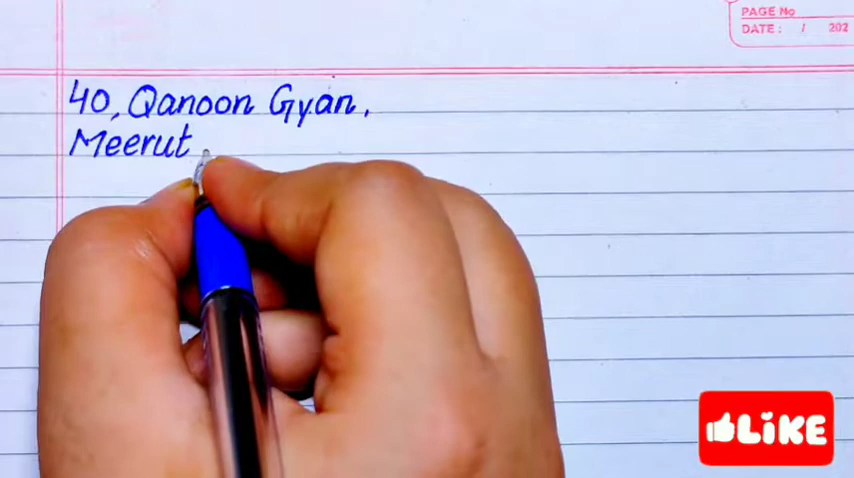 PAGE No
DATE : / 202
40, Qanoon Gyan,
Meerut
LIKE